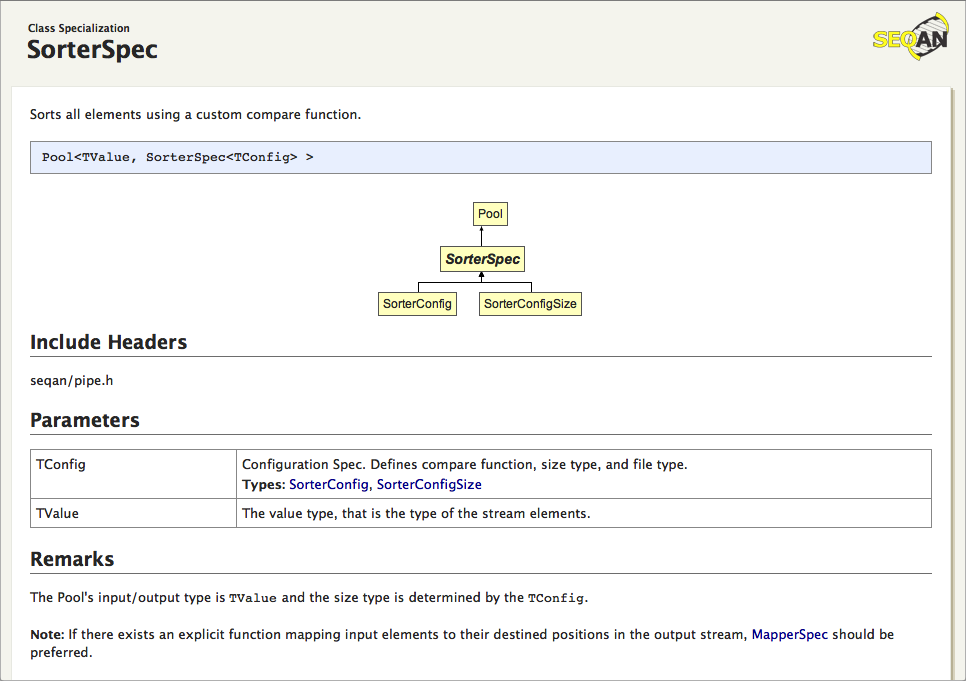 Class Specialization
SorterSpec
SEQAN
Sorts all elements using a custom compare function.
Pool<TValue, SorterSpec<TConfig> >
Pool
SorterSpec
SorterConfig SorterConfigSize
Include Headers
seqan/pipe.h
Parameters
TConfig Configuration Spec. Defines compare function, size type, and file type.
Types: SorterConfig, SorterConfigSize
TValue The value type, that is the type of the stream elements.
Remarks
The Pool's input/output type is TValue and the size type is determined by the TConfig.
Note: If there exists an explicit function mapping input elements to their destined positions in the output stream, MapperSpec should be
preferred.